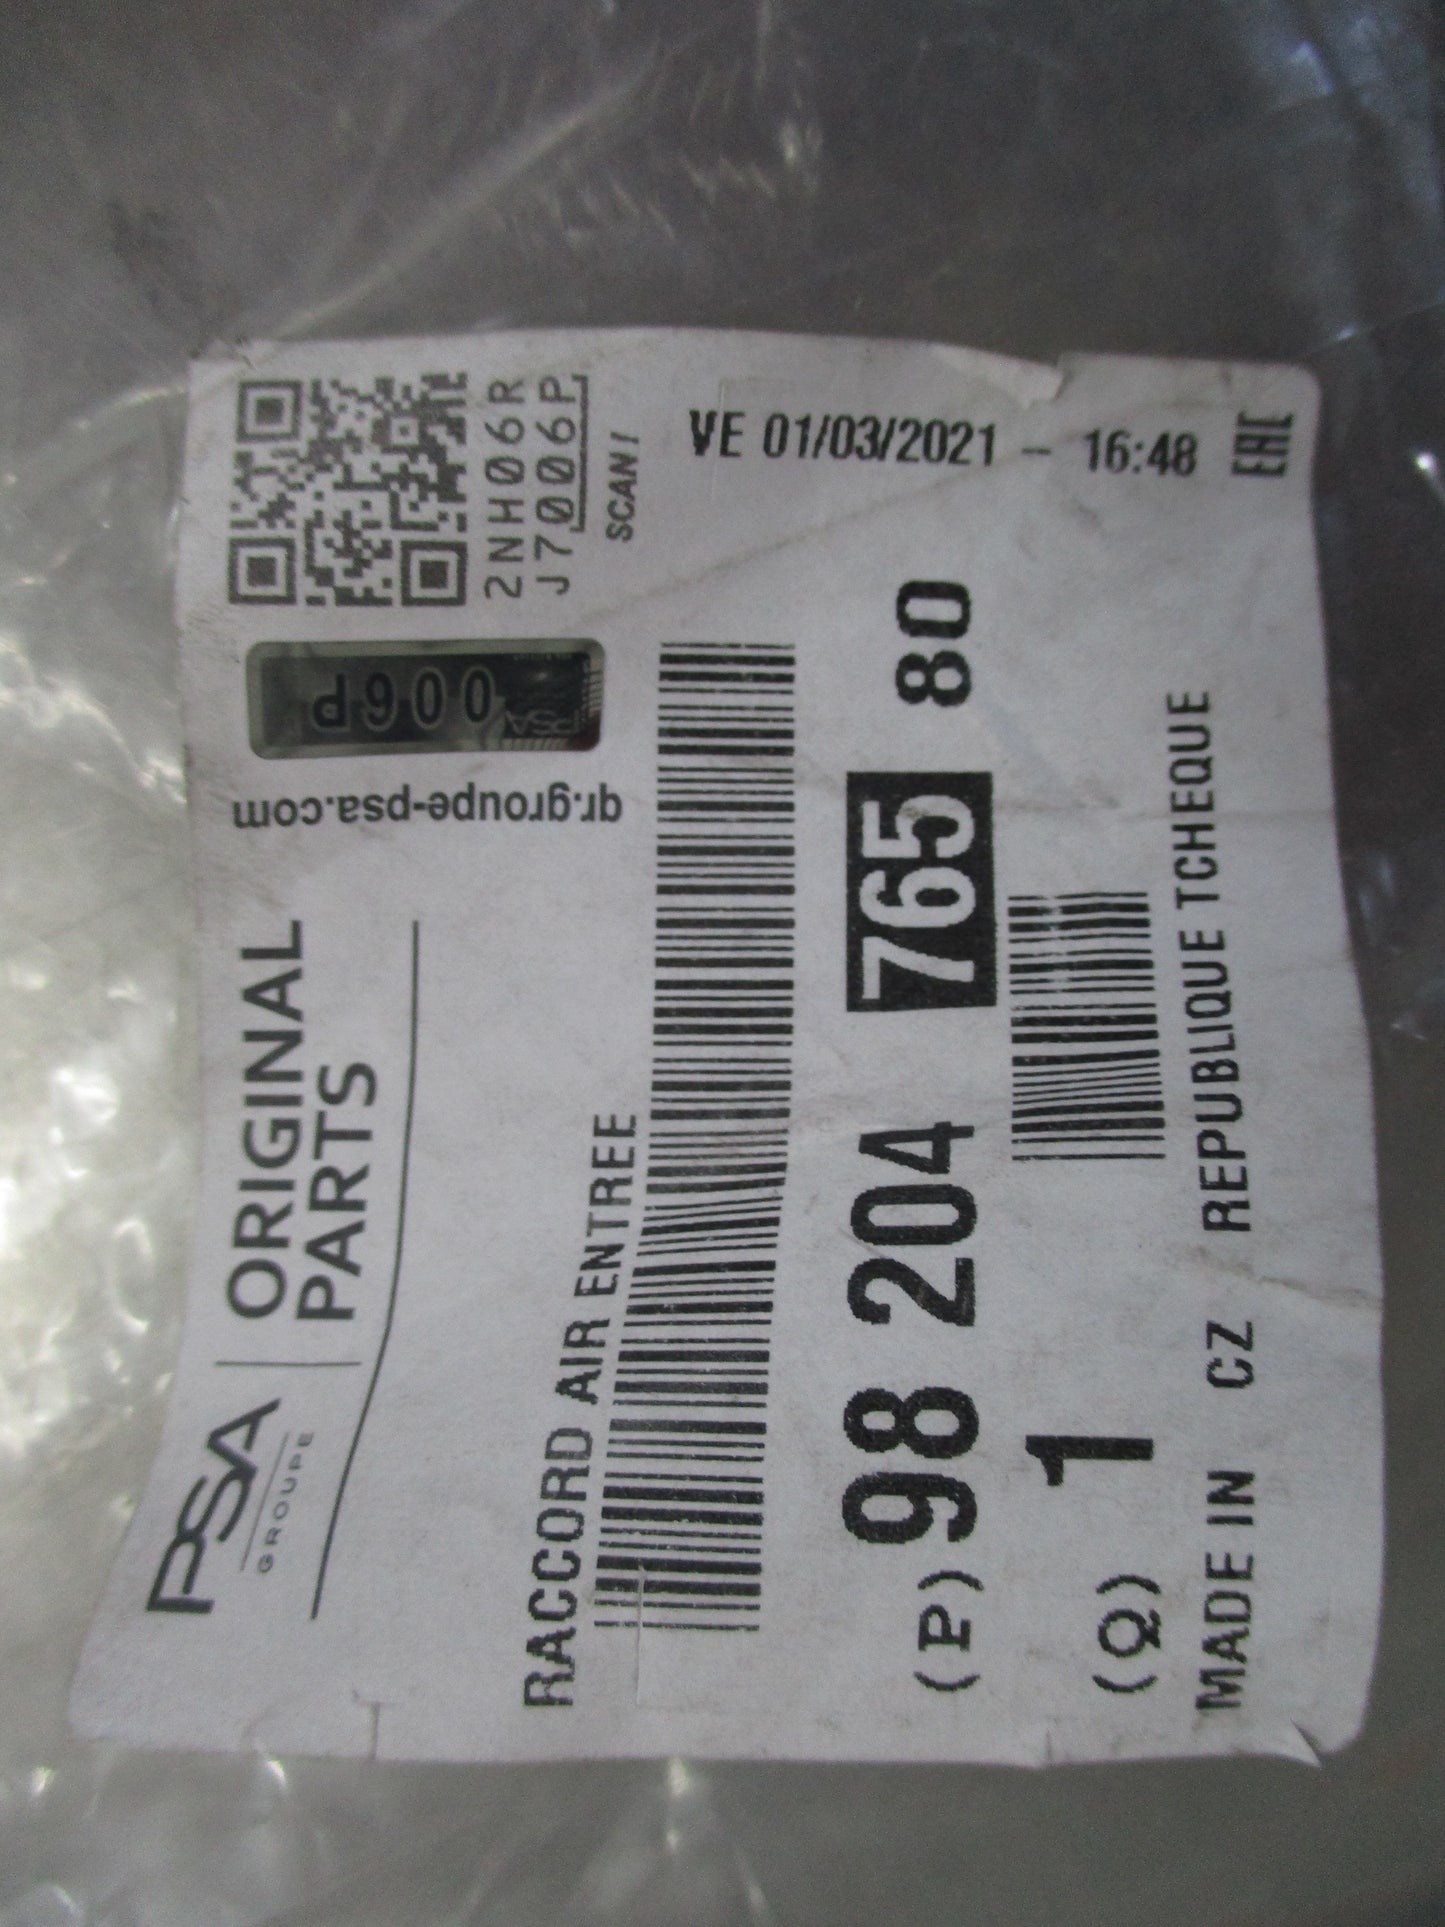 PSA
GROUPE
ORIGINAL
PARTS
qr.groupe-psa.com
006P
PSA
2NH06R
J7006P
SCAN !
RACCORD AIR ENTREE
VE 01/03/2021 - 16:48
(P) 98 204 765 80
(Q) 1
MADE IN CZ REPUBLIQUE TCHEQUE
EAC